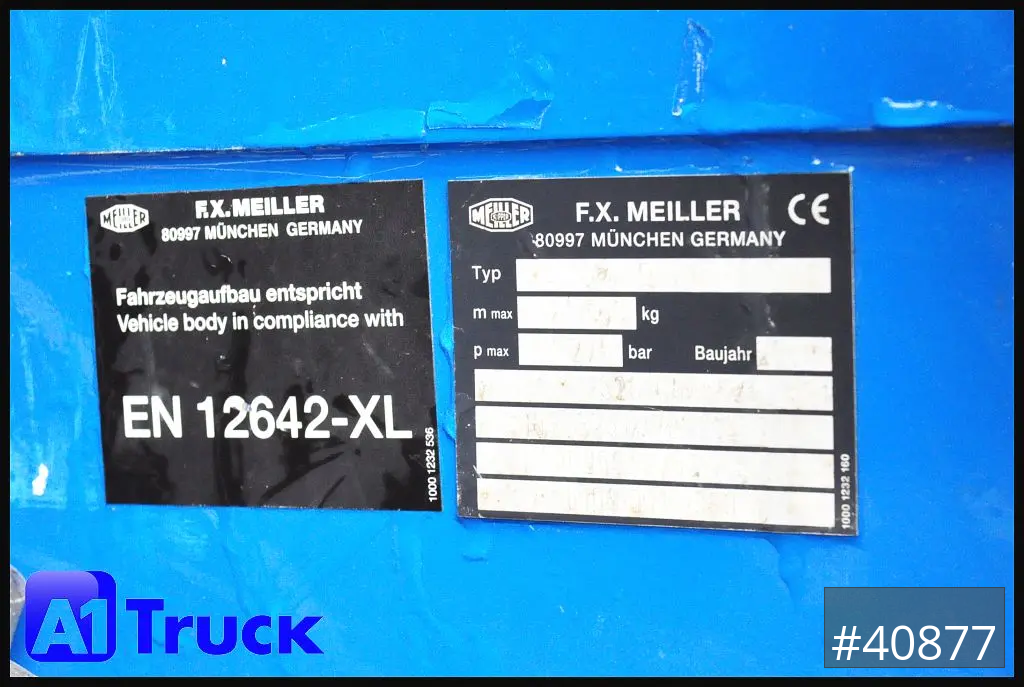 MEILLER
F.X. MEILLER
80997 MÜNCHEN GERMANY
Fahrzeugaufbau entspricht
Vehicle body in compliance with
EN 12642-XL
1000 1232 536
MEILLER
KIPPER
F.X. MEILLER
CE
80997 MÜNCHEN GERMANY
Typ
m max kg
p max bar Baujahr
1000 1232 160
A1 Truck
#40877